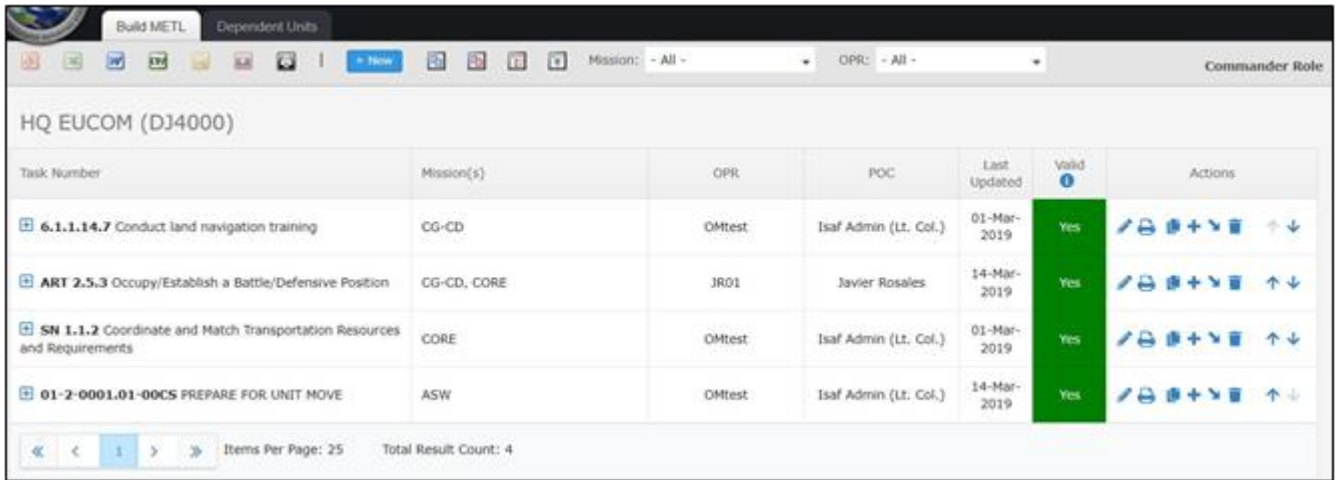 Build METL Dependent Units
+ New Mission: - All - OPR: - All - Commander Role
HQ EUCOM (DJ4000)
Task Number Mission(s) OPR POC Last Updated Valid Actions
6.1.1.14.7 Conduct land navigation training CG-CD OMtest Isaf Admin (Lt. Col.) 01-Mar-2019 Yes
ART 2.5.3 Occupy/Establish a Battle/Defensive Position CG-CD, CORE JR01 Javier Rosales 14-Mar-2019 Yes
SN 1.1.2 Coordinate and Match Transportation Resources
and Requirements CORE OMtest Isaf Admin (Lt. Col.) 01-Mar-2019 Yes
01-2-0001.01-00CS PREPARE FOR UNIT MOVE ASW OMtest Isaf Admin (Lt. Col.) 14-Mar-2019 Yes
« < 1 > » Items Per Page: 25 Total Result Count: 4